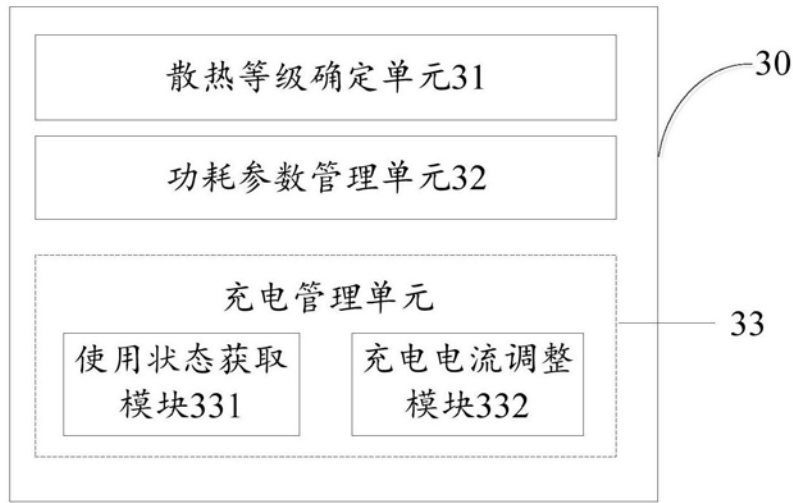 散热等级确定单元31
30
功耗参数管理单元32
充电管理单元
33
使用状态获取
模块331
充电电流调整
模块332